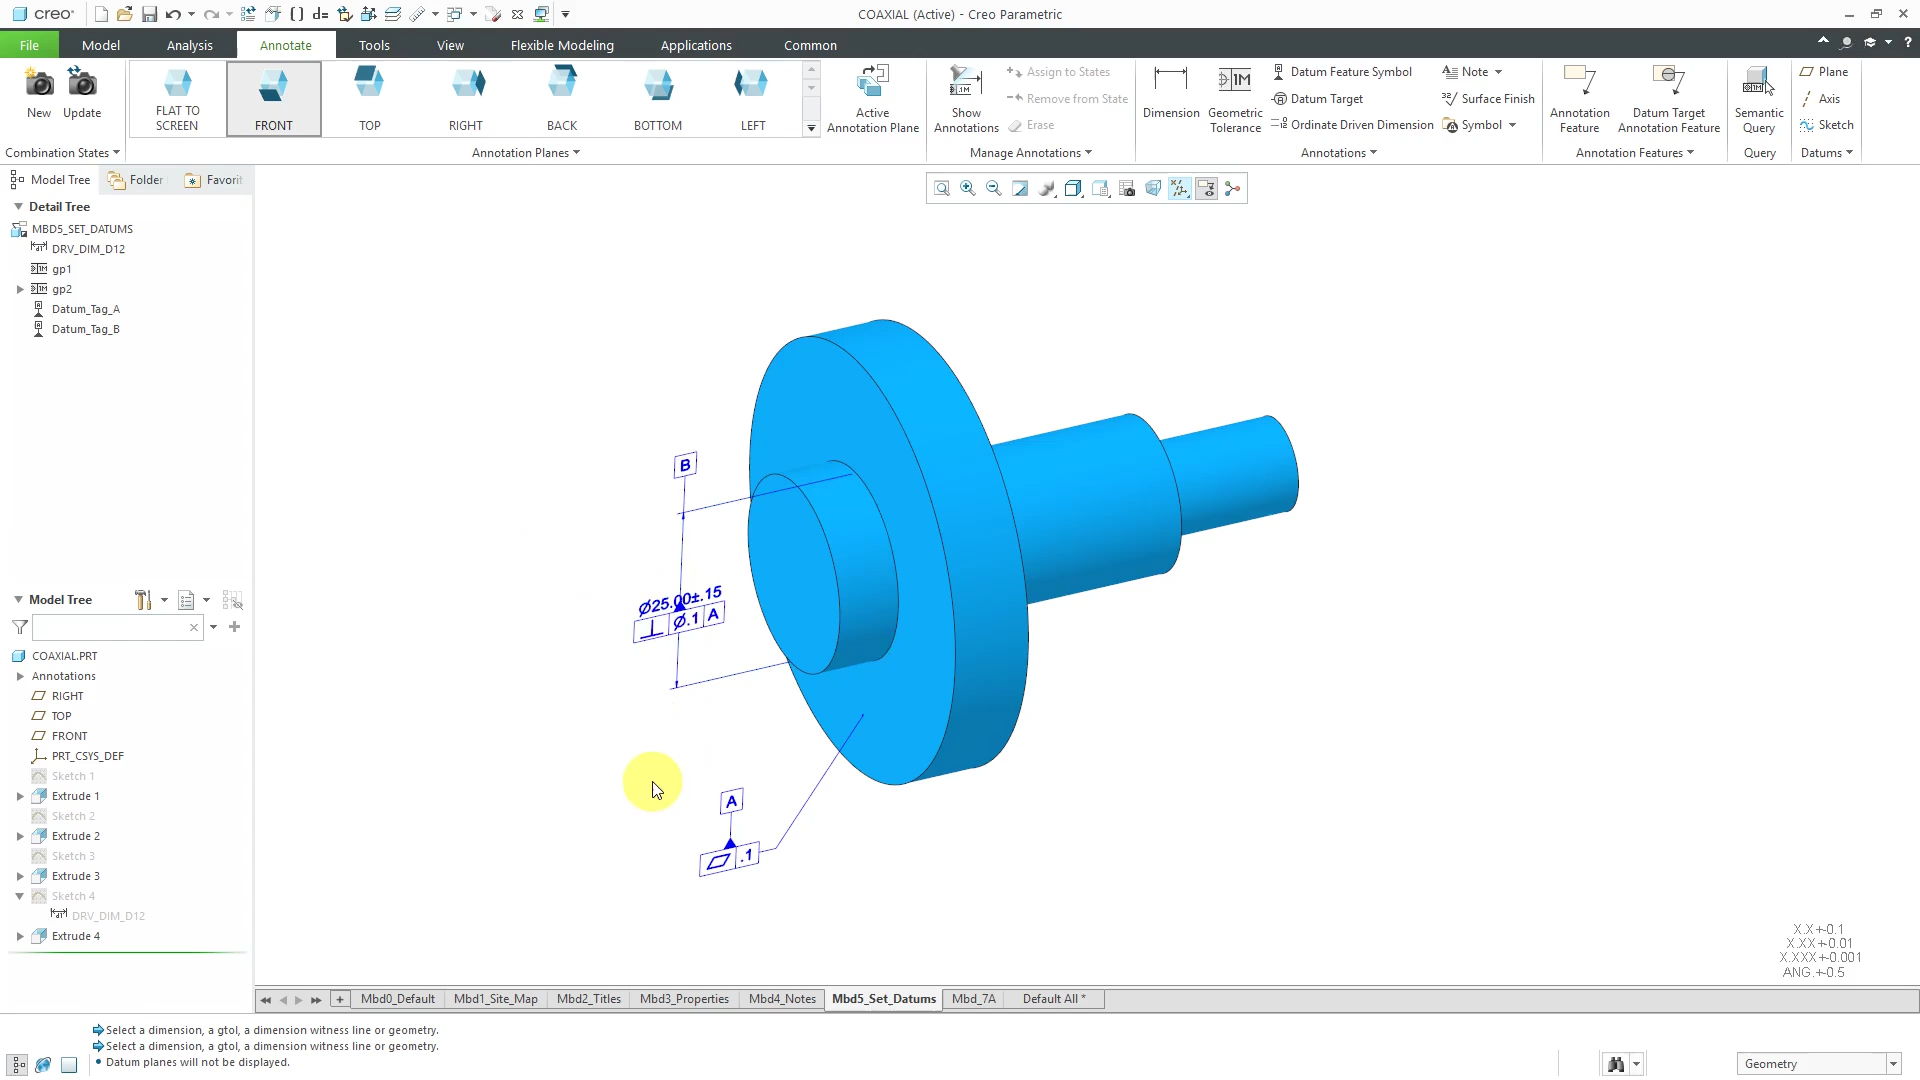 creo
COAXIAL (Active) - Creo Parametric
File
Model
Analysis
Annotate
Tools
View
Flexible Modeling
Applications
Common
New
Update
Combination States
FLAT TO SCREEN
FRONT
TOP
RIGHT
BACK
BOTTOM
LEFT
Annotation Planes
Active Annotation Plane
Show Annotations
Assign to States
Remove from State
Erase
Manage Annotations
Dimension
Geometric Tolerance
Datum Feature Symbol
Datum Target
Ordinate Driven Dimension
Note
Surface Finish
Symbol
Annotations
Annotation Feature
Datum Target Annotation Feature
Annotation Features
Semantic Query
Query
Plane
Axis
Sketch
Datums
Model Tree
Folder
Favorit
Detail Tree
MBD5_SET_DATUMS
DRV_DIM_D12
gp1
gp2
Datum_Tag_A
Datum_Tag_B
Model Tree
COAXIAL.PRT
Annotations
RIGHT
TOP
FRONT
PRT_CSYS_DEF
Sketch 1
Extrude 1
Sketch 2
Extrude 2
Sketch 3
Extrude 3
Sketch 4
DRV_DIM_D12
Extrude 4
B
Ø25.00±.15
⊥ Ø.1 A
A
⏥ .1
X.X+-0.1
X.XX+-0.01
X.XXX+-0.001
ANG.+-0.5
Mbd0_Default
Mbd1_Site_Map
Mbd2_Titles
Mbd3_Properties
Mbd4_Notes
Mbd5_Set_Datums
Mbd_7A
Default All *
Select a dimension, a gtol, a dimension witness line or geometry.
Select a dimension, a gtol, a dimension witness line or geometry.
• Datum planes will not be displayed.
Geometry